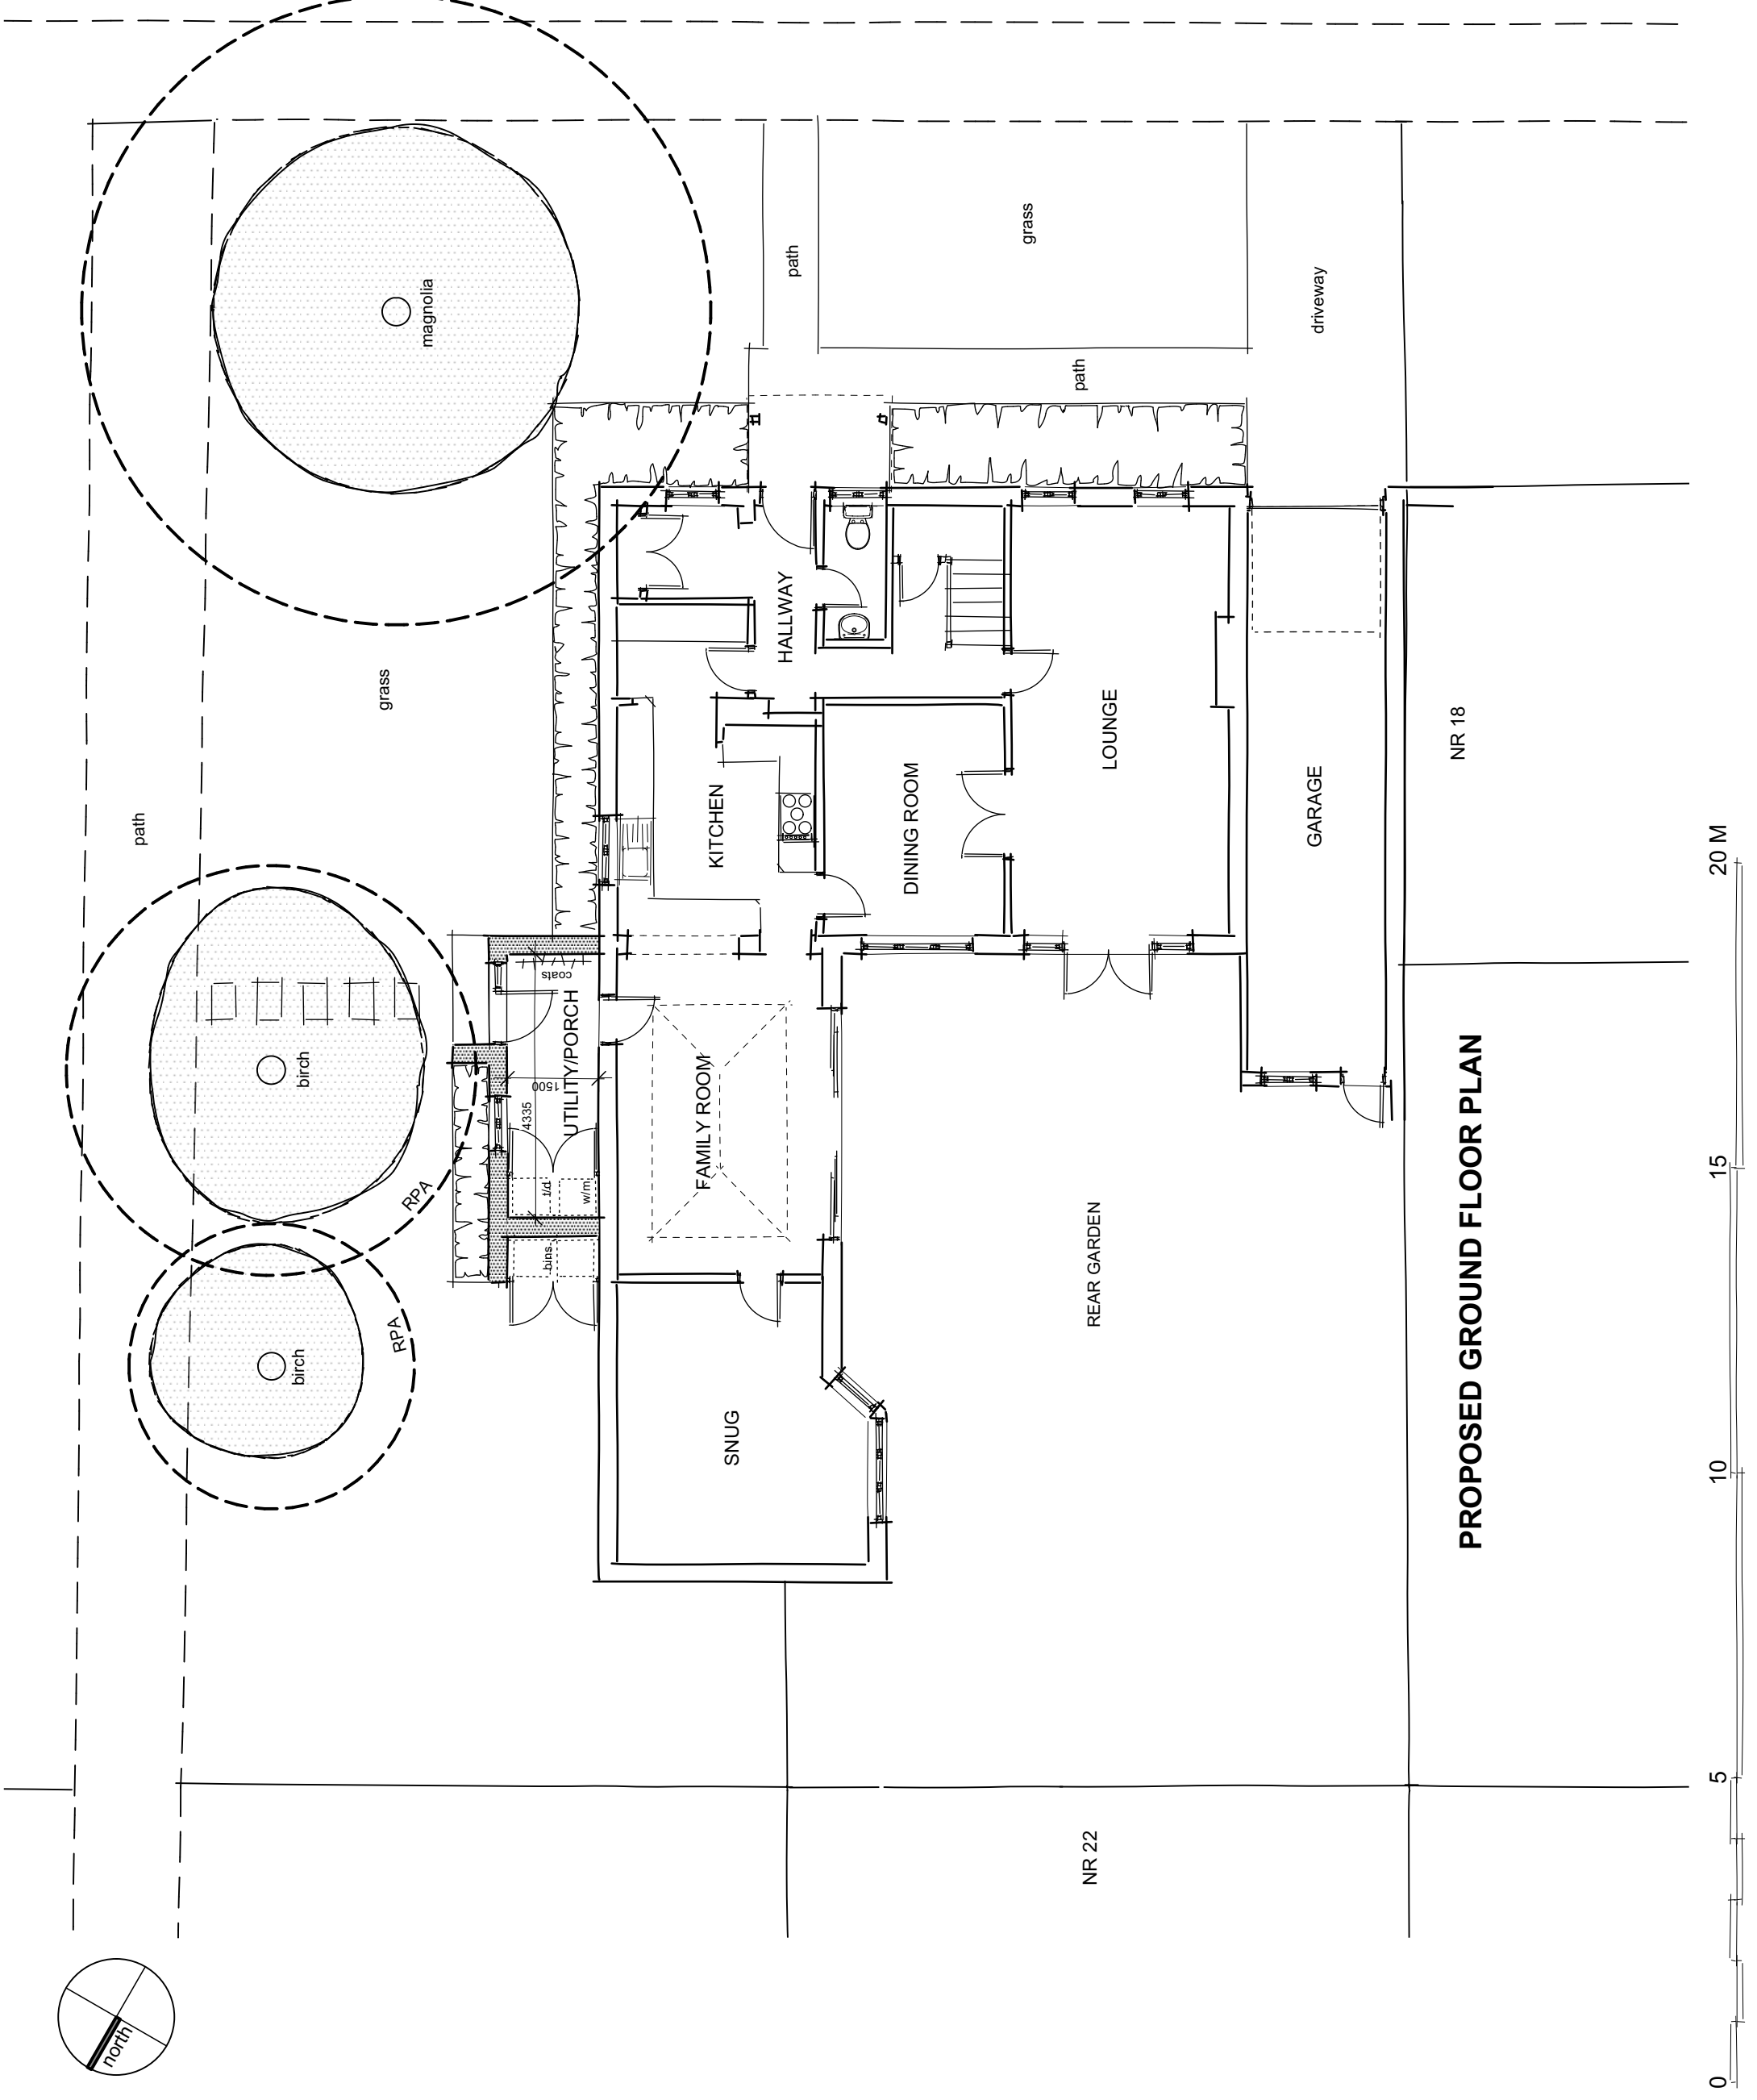 magnolia
grass
path
driveway
path
grass
path
HALLWAY
KITCHEN
DINING ROOM
LOUNGE
GARAGE
NR 18
birch
RPA
coats
UTILITY/PORCH
1500
4335
t/d
w/m
bins
FAMILY ROOM
birch
RPA
SNUG
REAR GARDEN
NR 22
PROPOSED GROUND FLOOR PLAN
north
0 5 10 15 20 M